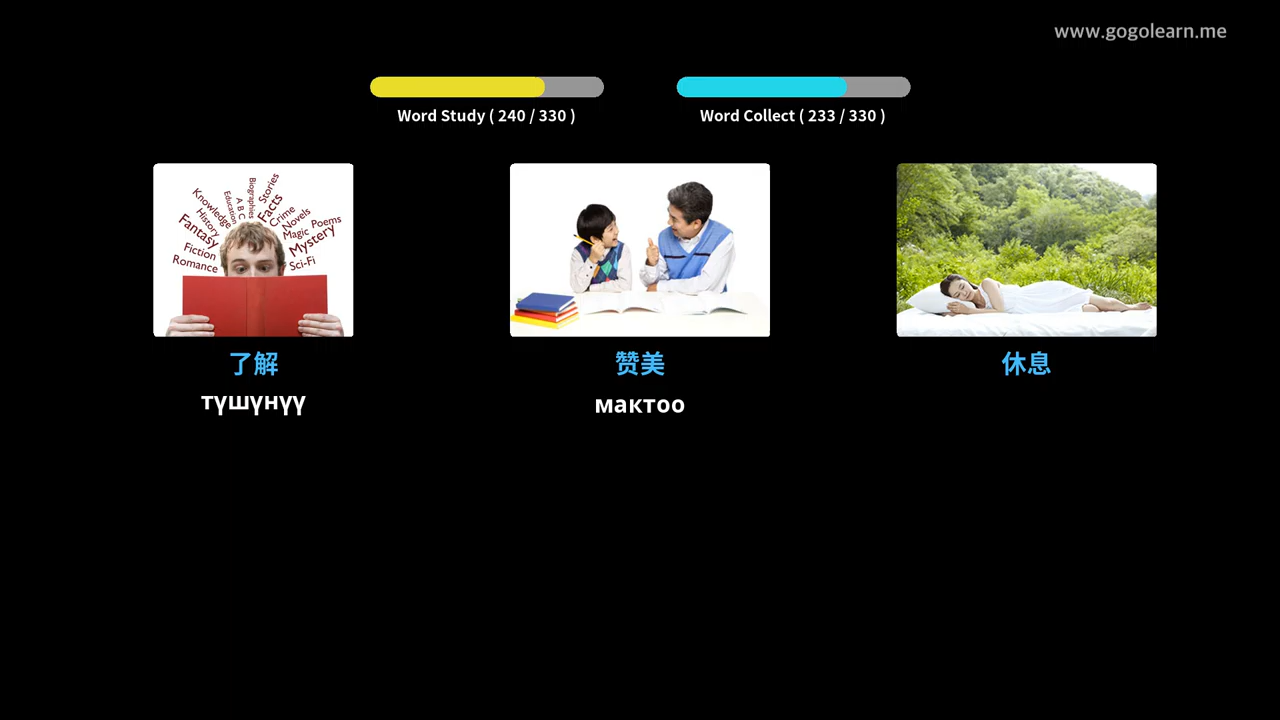 www.gogolearn.me
Word Study ( 240 / 330 )
Word Collect ( 233 / 330 )
Knowledge
History
Fantasy
Fiction
Romance
Education
A B C
Biographies
Stories
Facts
Crime
Novels
Magic
Poems
Mystery
Sci-Fi
了解
赞美
休息
түшүнүү
мактоо